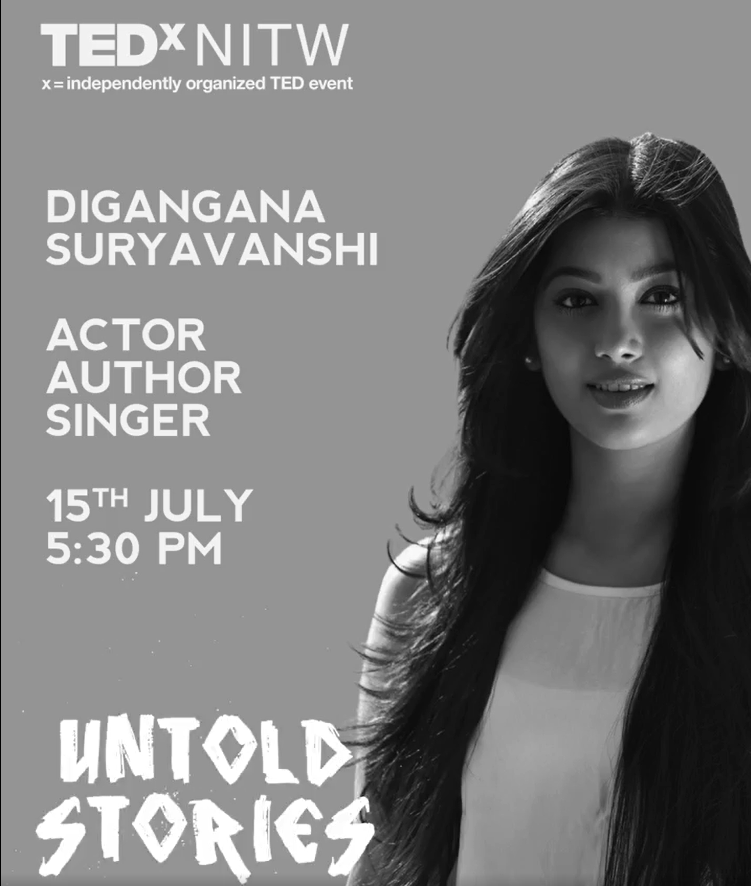 TEDx NITW
x = independently organized TED event
DIGANGANA
SURYAVANSHI
ACTOR
AUTHOR
SINGER
15TH JULY
5:30 PM
UNTOLD
STORIES